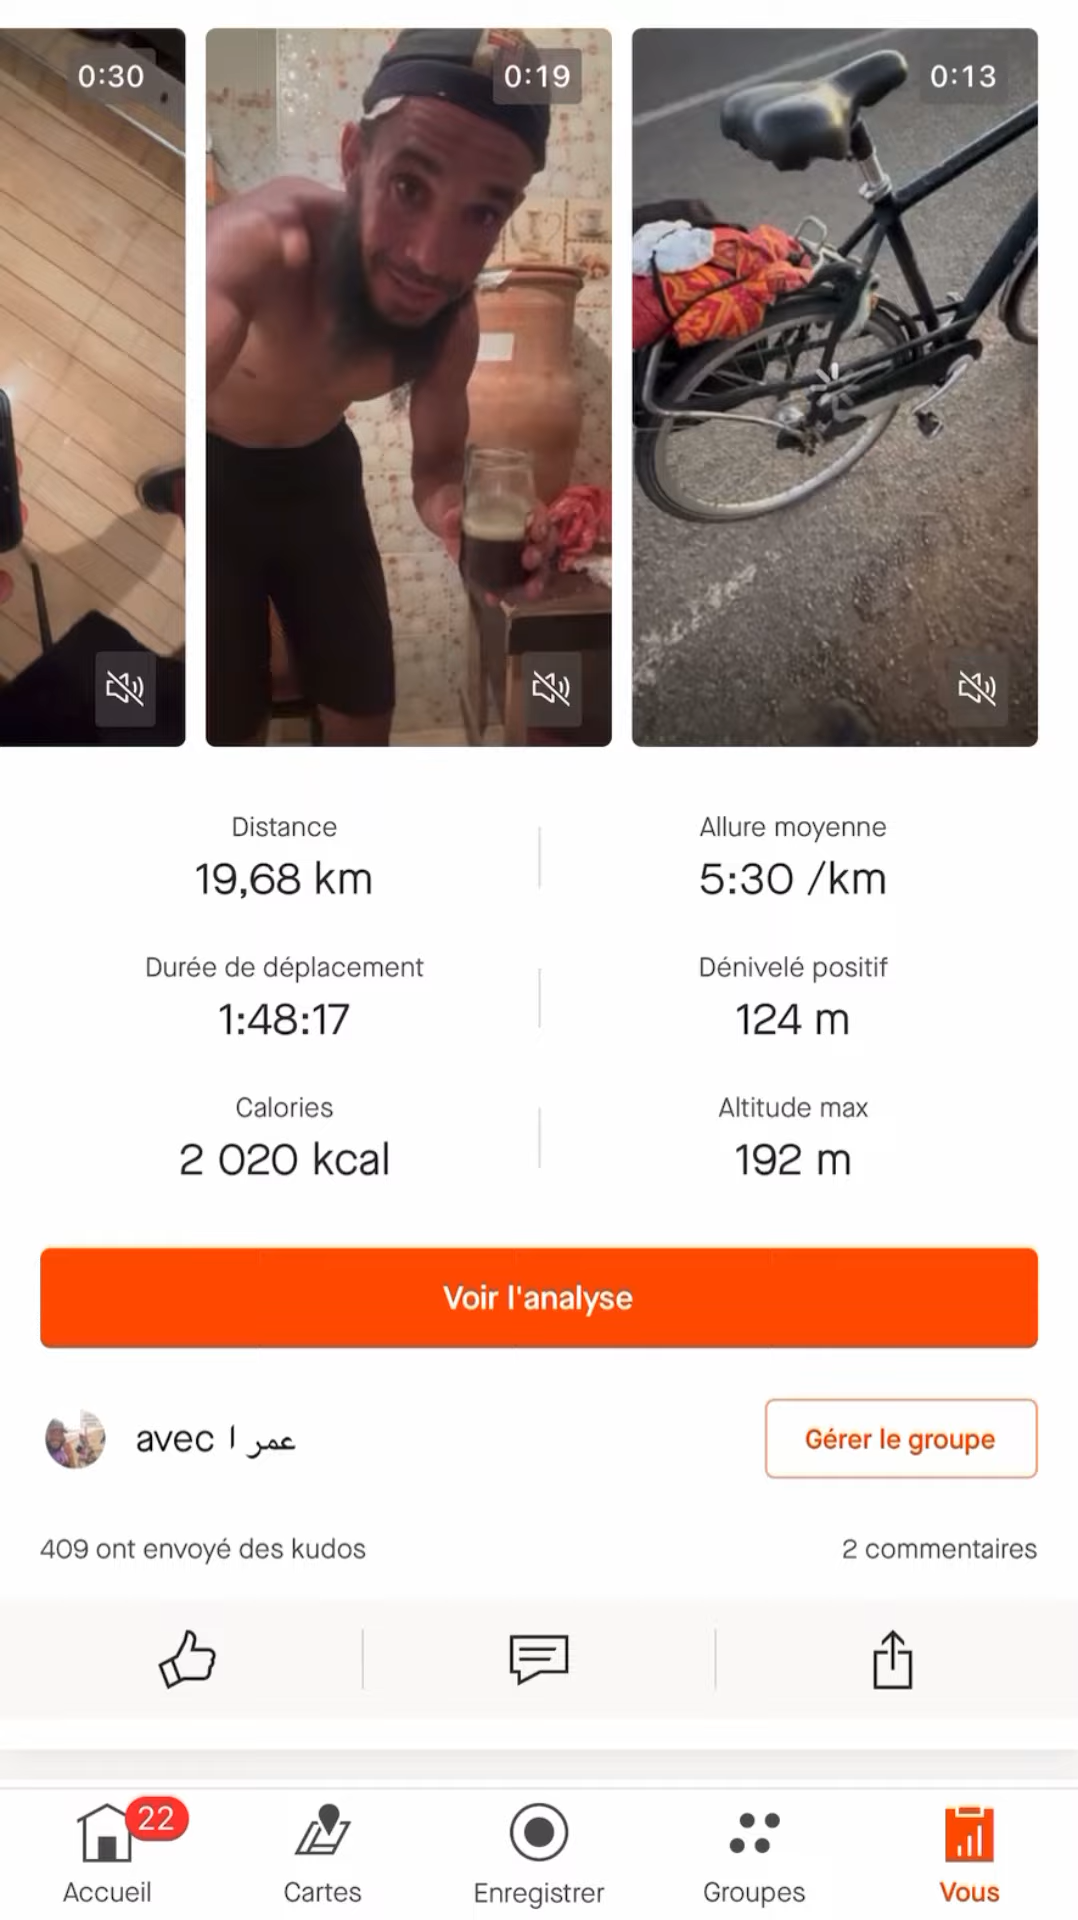 0:30
0:19
0:13
Distance
19,68 km
Allure moyenne
5:30 /km
Durée de déplacement
1:48:17
Dénivelé positif
124 m
Calories
2 020 kcal
Altitude max
192 m
Voir l'analyse
avec عمر ا
Gérer le groupe
409 ont envoyé des kudos
2 commentaires
22
Accueil
Cartes
Enregistrer
Groupes
Vous